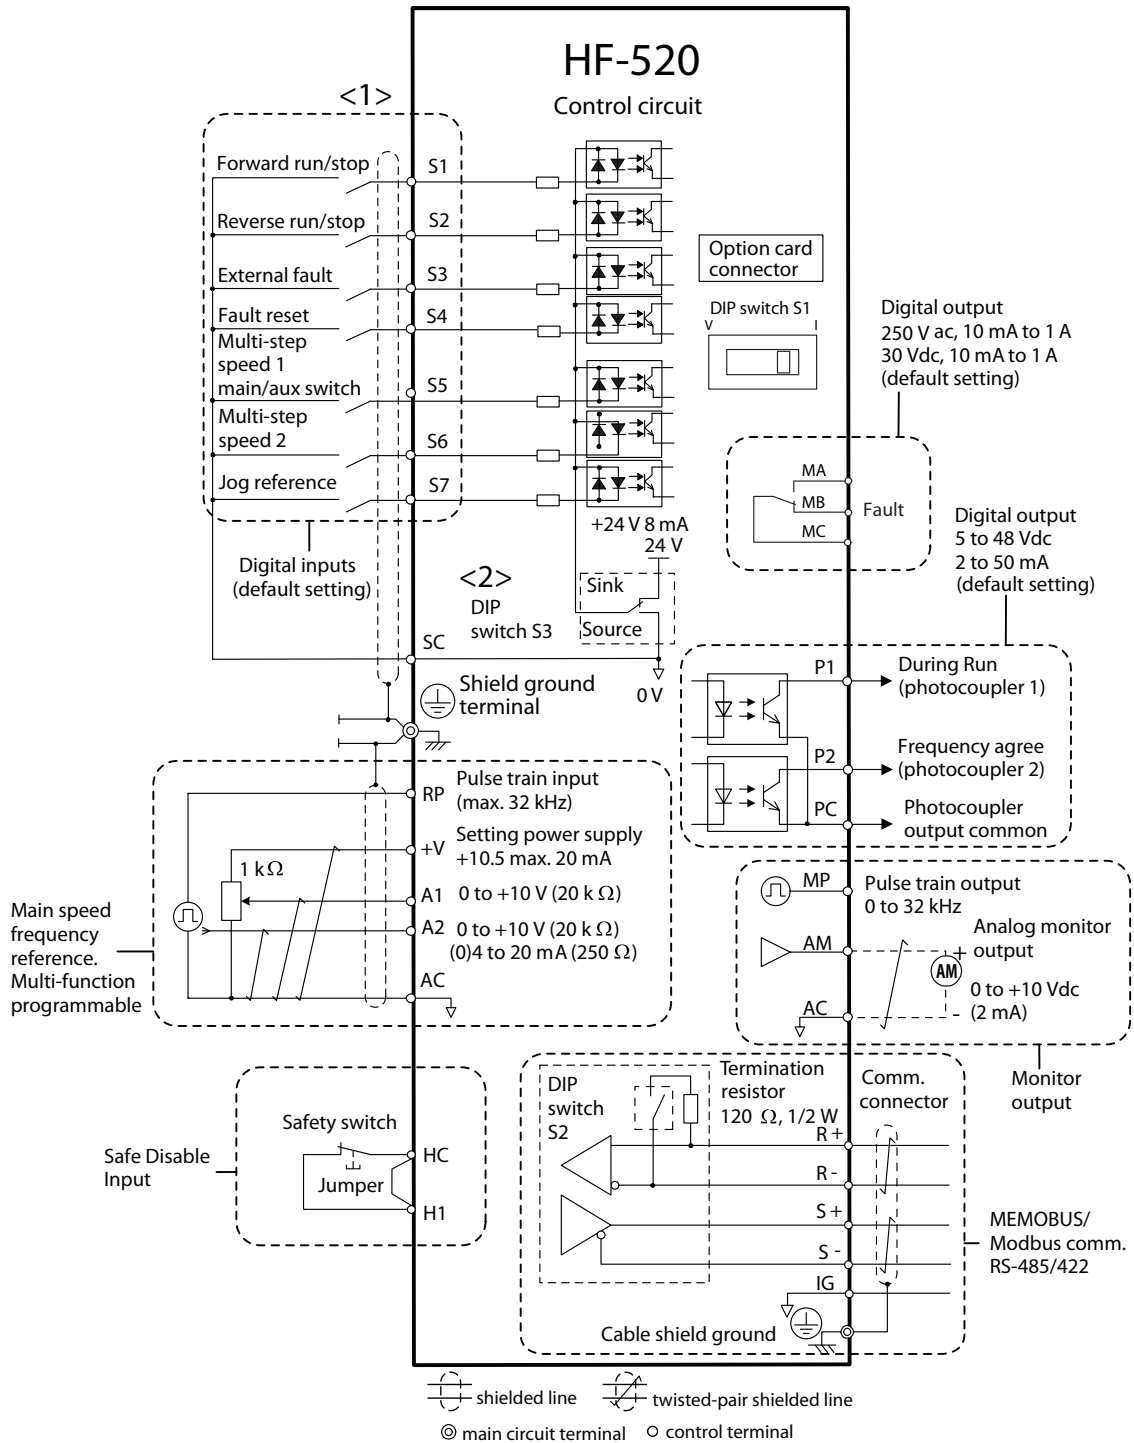 HF-520
Control circuit
<1>
Forward run/stop
S1
Reverse run/stop
S2
External fault
S3
Fault reset
S4
Multi-step
speed 1
main/aux switch
S5
Multi-step
speed 2
S6
Jog reference
S7
Digital inputs
(default setting)
Option card
connector
DIP switch S1
V
I
+24 V 8 mA
24 V
<2>
DIP
switch S3
Sink
Source
0 V
SC
Shield ground
terminal
Digital output
250 V ac, 10 mA to 1 A
30 Vdc, 10 mA to 1 A
(default setting)
MA
MB
MC
Fault
Digital output
5 to 48 Vdc
2 to 50 mA
(default setting)
P1
During Run
(photocoupler 1)
P2
Frequency agree
(photocoupler 2)
PC
Photocoupler
output common
Main speed
frequency
reference.
Multi-function
programmable
RP
Pulse train input
(max. 32 kHz)
+V
Setting power supply
+10.5 max. 20 mA
1 k Ω
A1
0 to +10 V (20 k Ω)
A2
0 to +10 V (20 k Ω)
(0)4 to 20 mA (250 Ω)
AC
MP
Pulse train output
0 to 32 kHz
AM
Analog monitor
output
+
AM
0 to +10 Vdc
(2 mA)
-
AC
Monitor
output
Safe Disable
Input
Safety switch
Jumper
HC
H1
DIP
switch
S2
Termination
resistor
120 Ω, 1/2 W
Comm.
connector
R +
R -
S +
S -
IG
Cable shield ground
MEMOBUS/
Modbus comm.
RS-485/422
shielded line
twisted-pair shielded line
main circuit terminal
control terminal